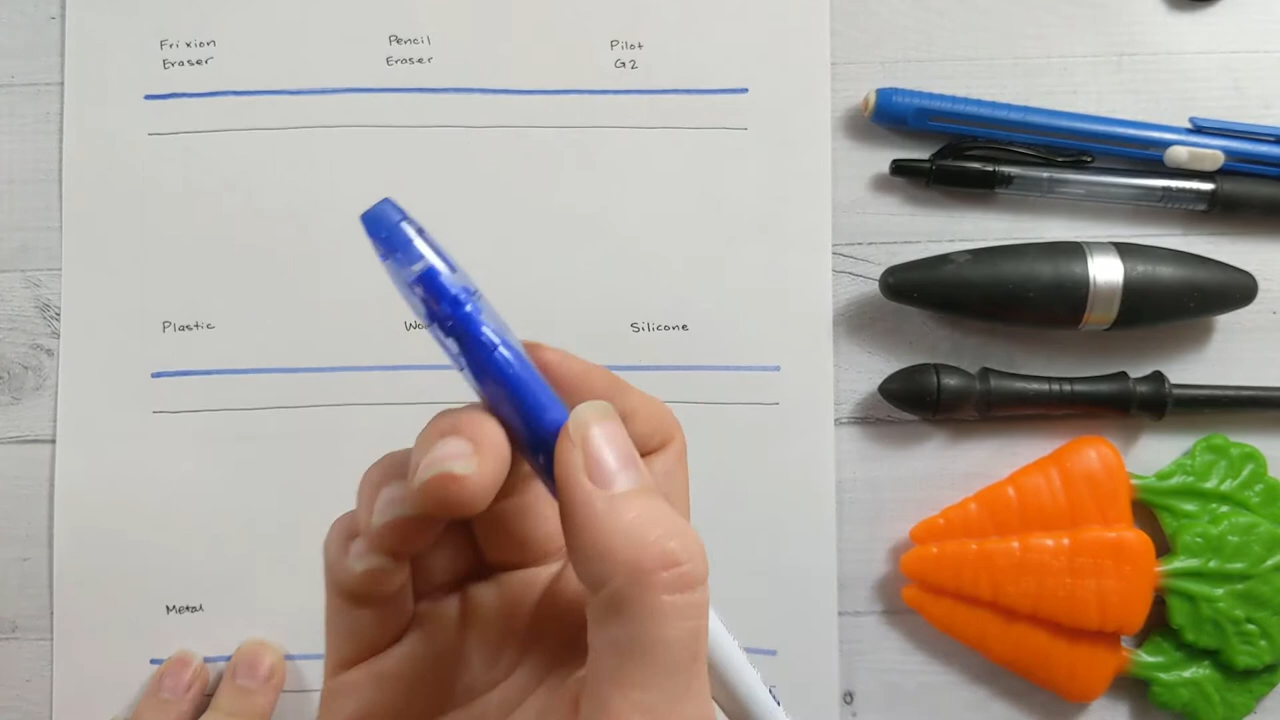 Frixion
Eraser
Pencil
Eraser
Pilot
G2
Plastic
Silicone
Metal